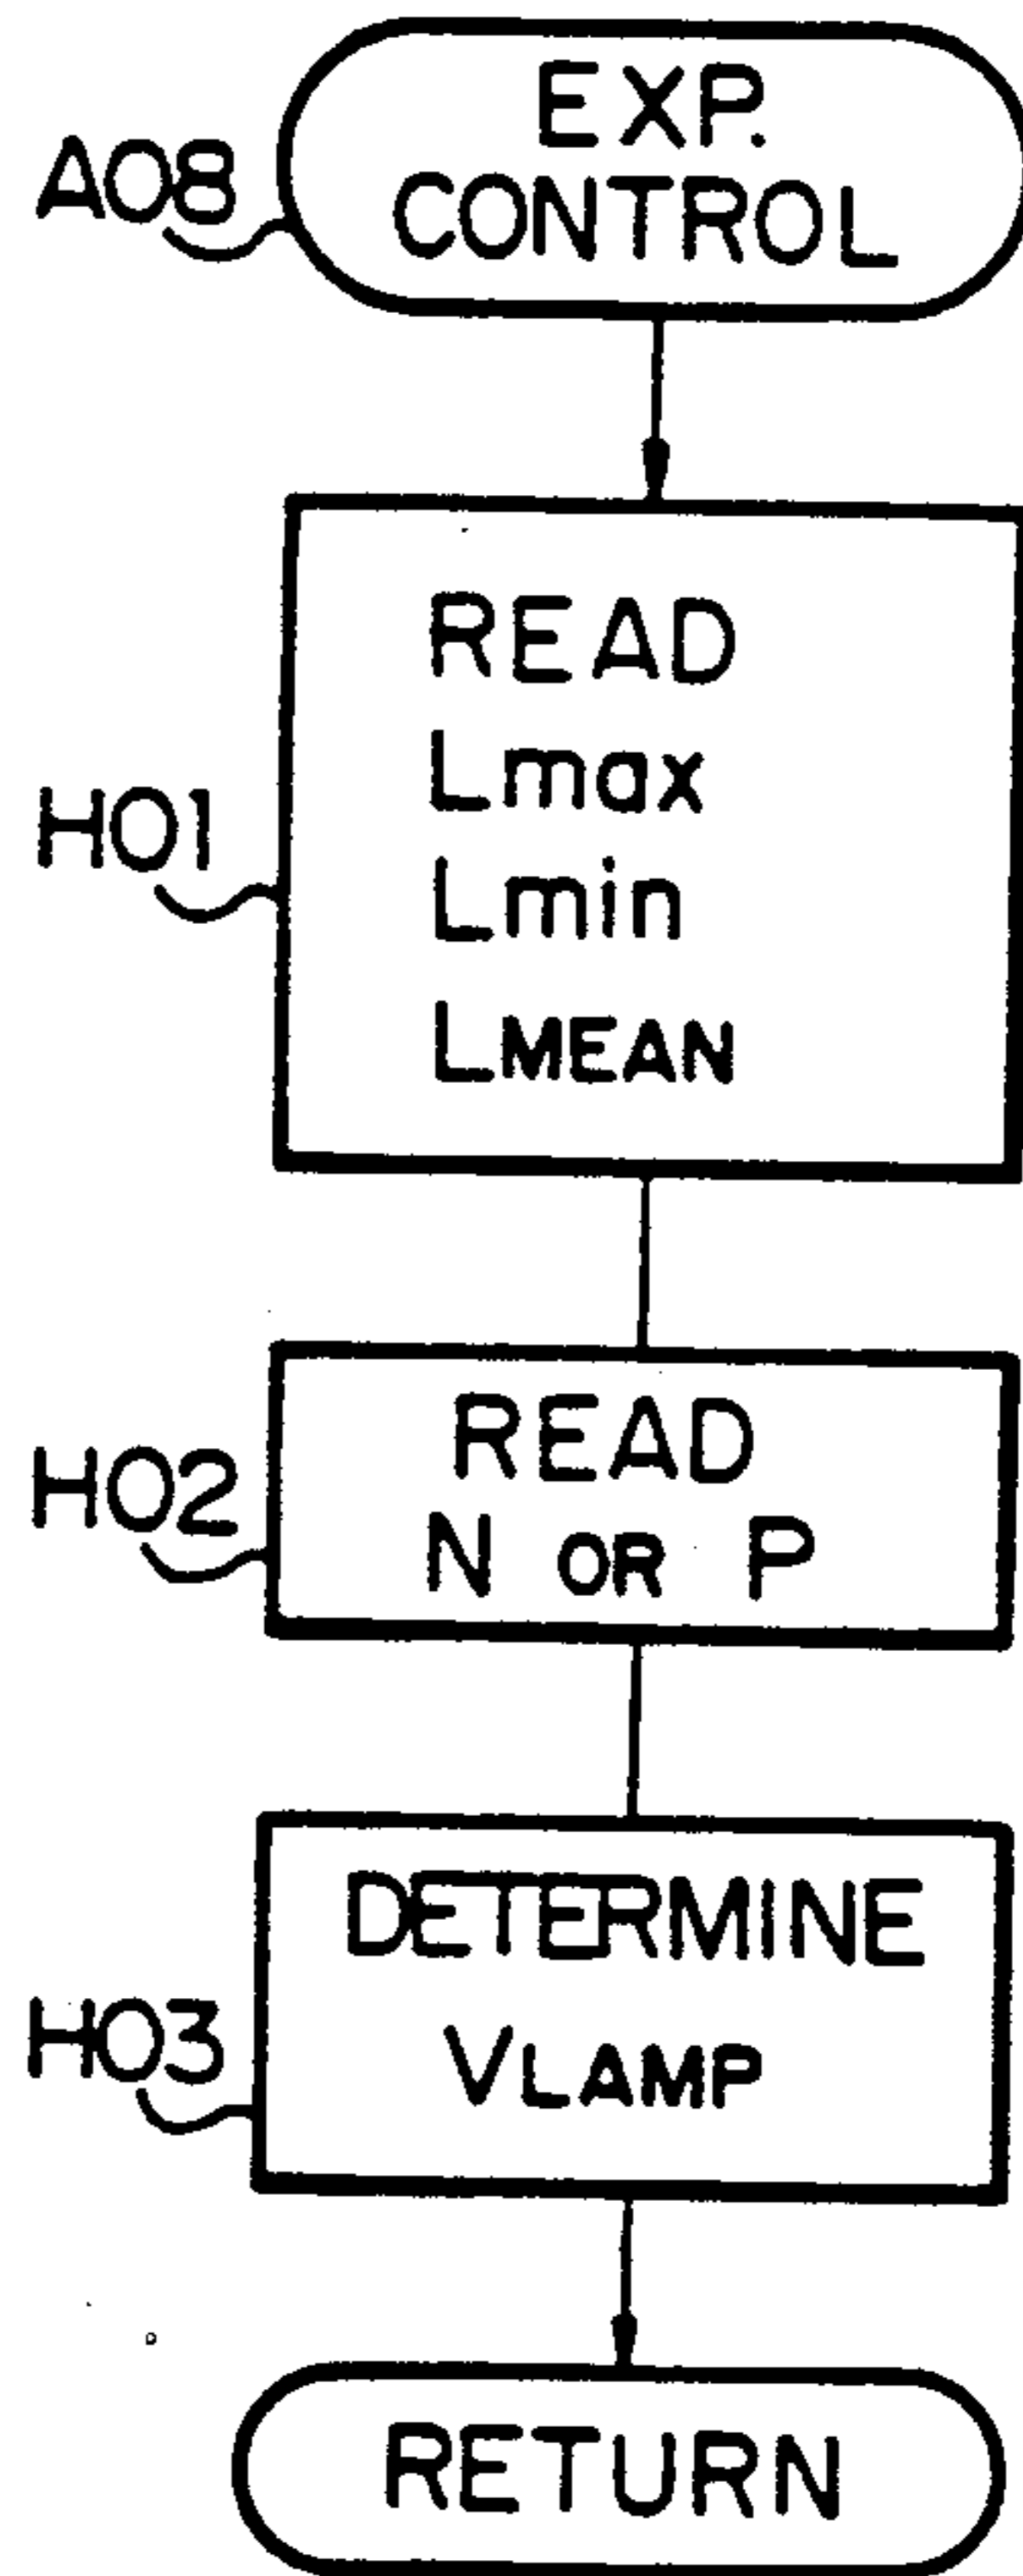 EXP.
CONTROL
A08
READ
Lmax
Lmin
LMEAN
H01
READ
N OR P
H02
DETERMINE
VLAMP
H03
RETURN